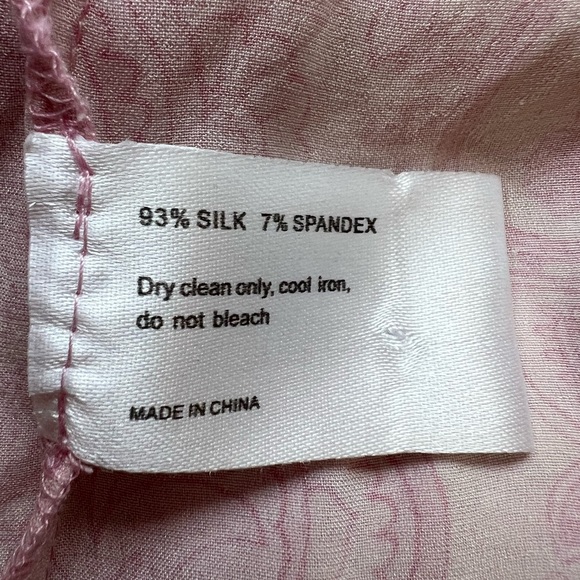 93% SILK 7% SPANDEX
Dry clean only, cool iron,
do not bleach
MADE IN CHINA